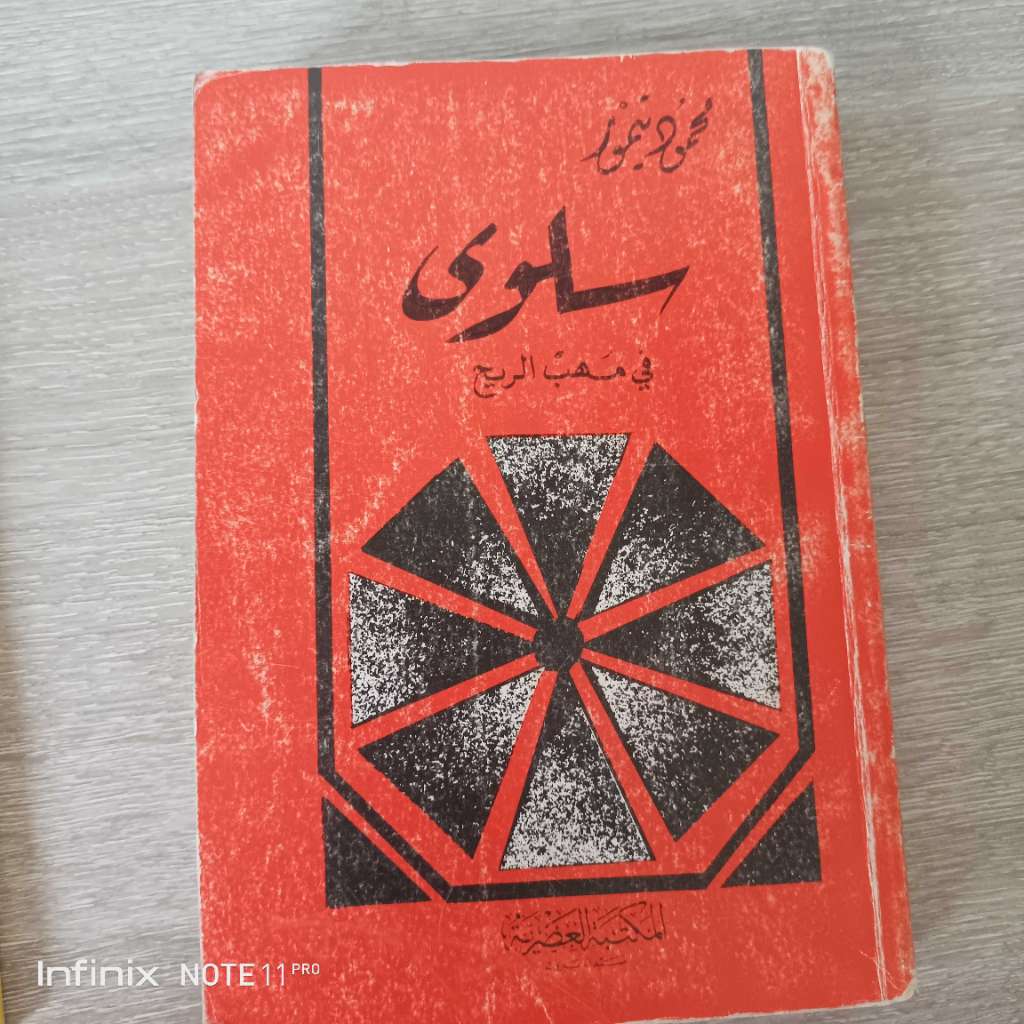 محمود تيمور
سلوى
في مهبّ الريح
المكتبة العصرية
Infinix NOTE 11 PRO